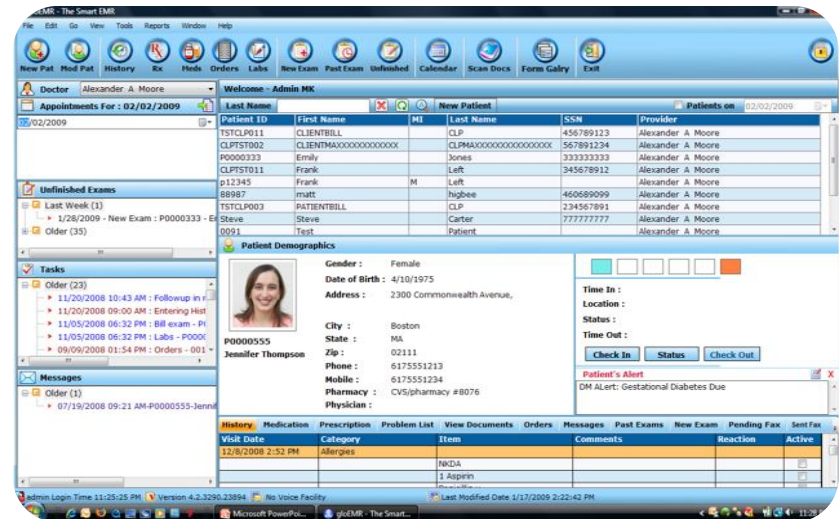 gloEMR - The Smart EMR
File Edit Go View Tools Reports Window Help
New Pat Mod Pat History Rx Meds Orders Labs New Exam Past Exam Unfinished Calendar Scan Docs Form Galry Exit
Doctor Alexander A Moore
Welcome - Admin MK
Appointments For : 02/02/2009
Last Name New Patient Patients on 02/02/2009
02/02/2009
Patient ID First Name MI Last Name SSN Provider
TSTCLP011 CLIENTBILL CLP 456789123 Alexander A Moore
CLPTST002 CLIENTMAXXXXXXXXXXXX CLPMAXXXXXXXXXXXXXXX 567891234 Alexander A Moore
P0000333 Emily Jones 333333333 Alexander A Moore
CLPTST011 Frank Left 345678912 Alexander A Moore
p12345 Frank M Left Alexander A Moore
88987 matt higbee 460689099 Alexander A Moore
TSTCLP003 PATIENTBILL CLP 234567891 Alexander A Moore
Steve Steve Carter 777777777 Alexander A Moore
0091 Test Patient Alexander A Moore
Unfinished Exams
Last Week (1)
1/28/2009 - New Exam : P0000333 - Er
Older (35)
Tasks
Older (23)
11/20/2008 10:43 AM : Followup in
11/20/2008 09:00 AM : Entering Hist
11/05/2008 06:32 PM : Bill exam -
11/05/2008 06:32 PM : Labs - P000
09/09/2008 01:54 PM : Orders - 001
Messages
Older (1)
07/19/2008 09:21 AM-P0000555-Jennif
Patient Demographics
P0000555
Jennifer Thompson
Gender : Female
Date of Birth : 4/10/1975
Address : 2300 Commonwealth Avenue,
City : Boston
State : MA
Zip : 02111
Phone : 6175551213
Mobile : 6175551234
Pharmacy : CVS/pharmacy #8076
Physician :
Time In :
Location :
Status :
Time Out :
Check In Status Check Out
Patient's Alert X
DM ALert: Gestational Diabetes Due
History Medication Prescription Problem List View Documents Orders Messages Past Exams New Exam Pending Fax Sent Fax
Visit Date Category Item Comments Reaction Active
12/8/2008 2:52 PM Allergies
NKDA
1 Aspirin
admin Login Time 11:25:25 PM Version 4.2.3290.23894 No Voice Facility Last Modified Date 1/17/2009 2:22:42 PM
Microsoft PowerPoi... gloEMR - The Smart... 11:28